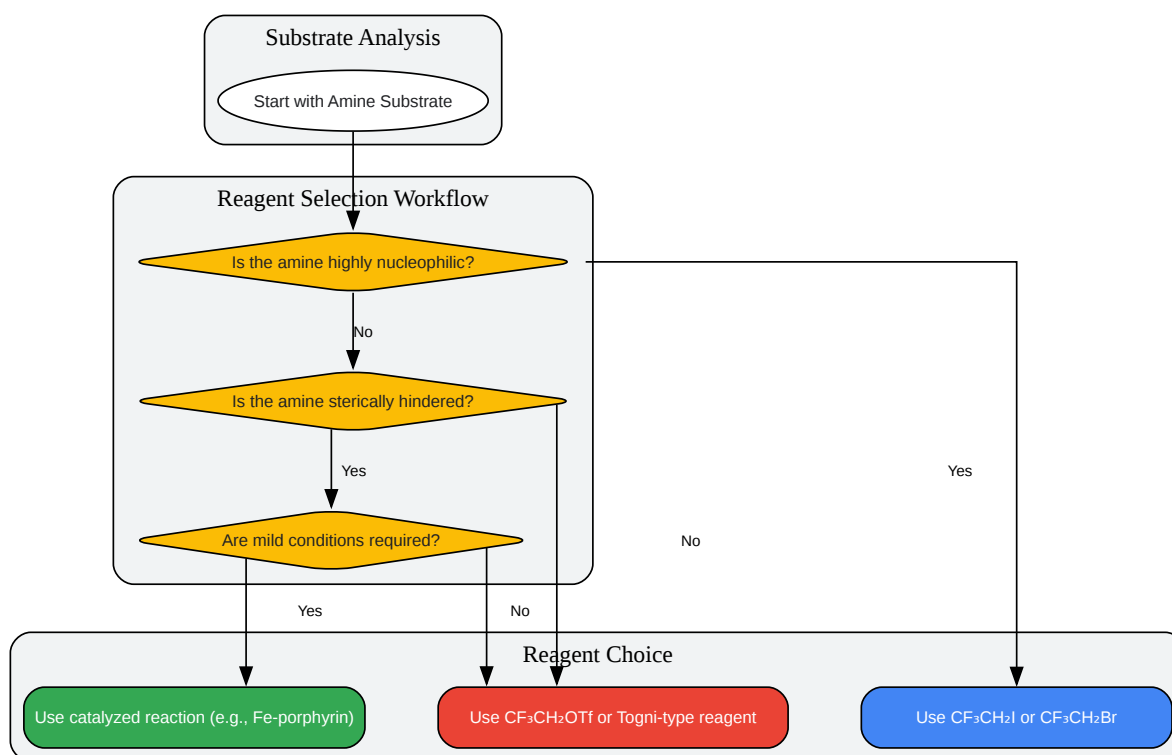 Substrate Analysis
Start with Amine Substrate
Reagent Selection Workflow
Is the amine highly nucleophilic?
No
Is the amine sterically hindered?
Yes
Yes
Are mild conditions required?
No
Yes
No
Reagent Choice
Use catalyzed reaction (e.g., Fe-porphyrin)
Use CF₃CH₂OTf or Togni-type reagent
Use CF₃CH₂I or CF₃CH₂Br